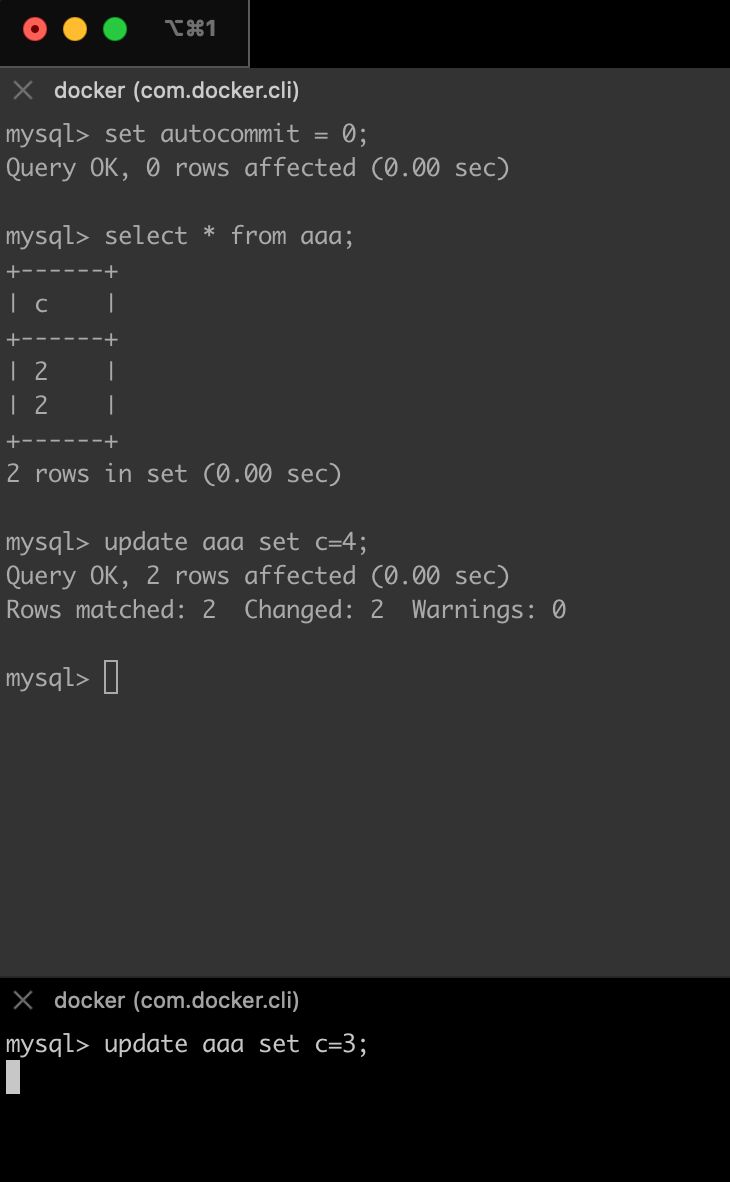 ⌥⌘1
docker (com.docker.cli)
mysql> set autocommit = 0;
Query OK, 0 rows affected (0.00 sec)
mysql> select * from aaa;
+------+
| c    |
+------+
| 2    |
| 2    |
+------+
2 rows in set (0.00 sec)
mysql> update aaa set c=4;
Query OK, 2 rows affected (0.00 sec)
Rows matched: 2  Changed: 2  Warnings: 0
mysql>
docker (com.docker.cli)
mysql> update aaa set c=3;